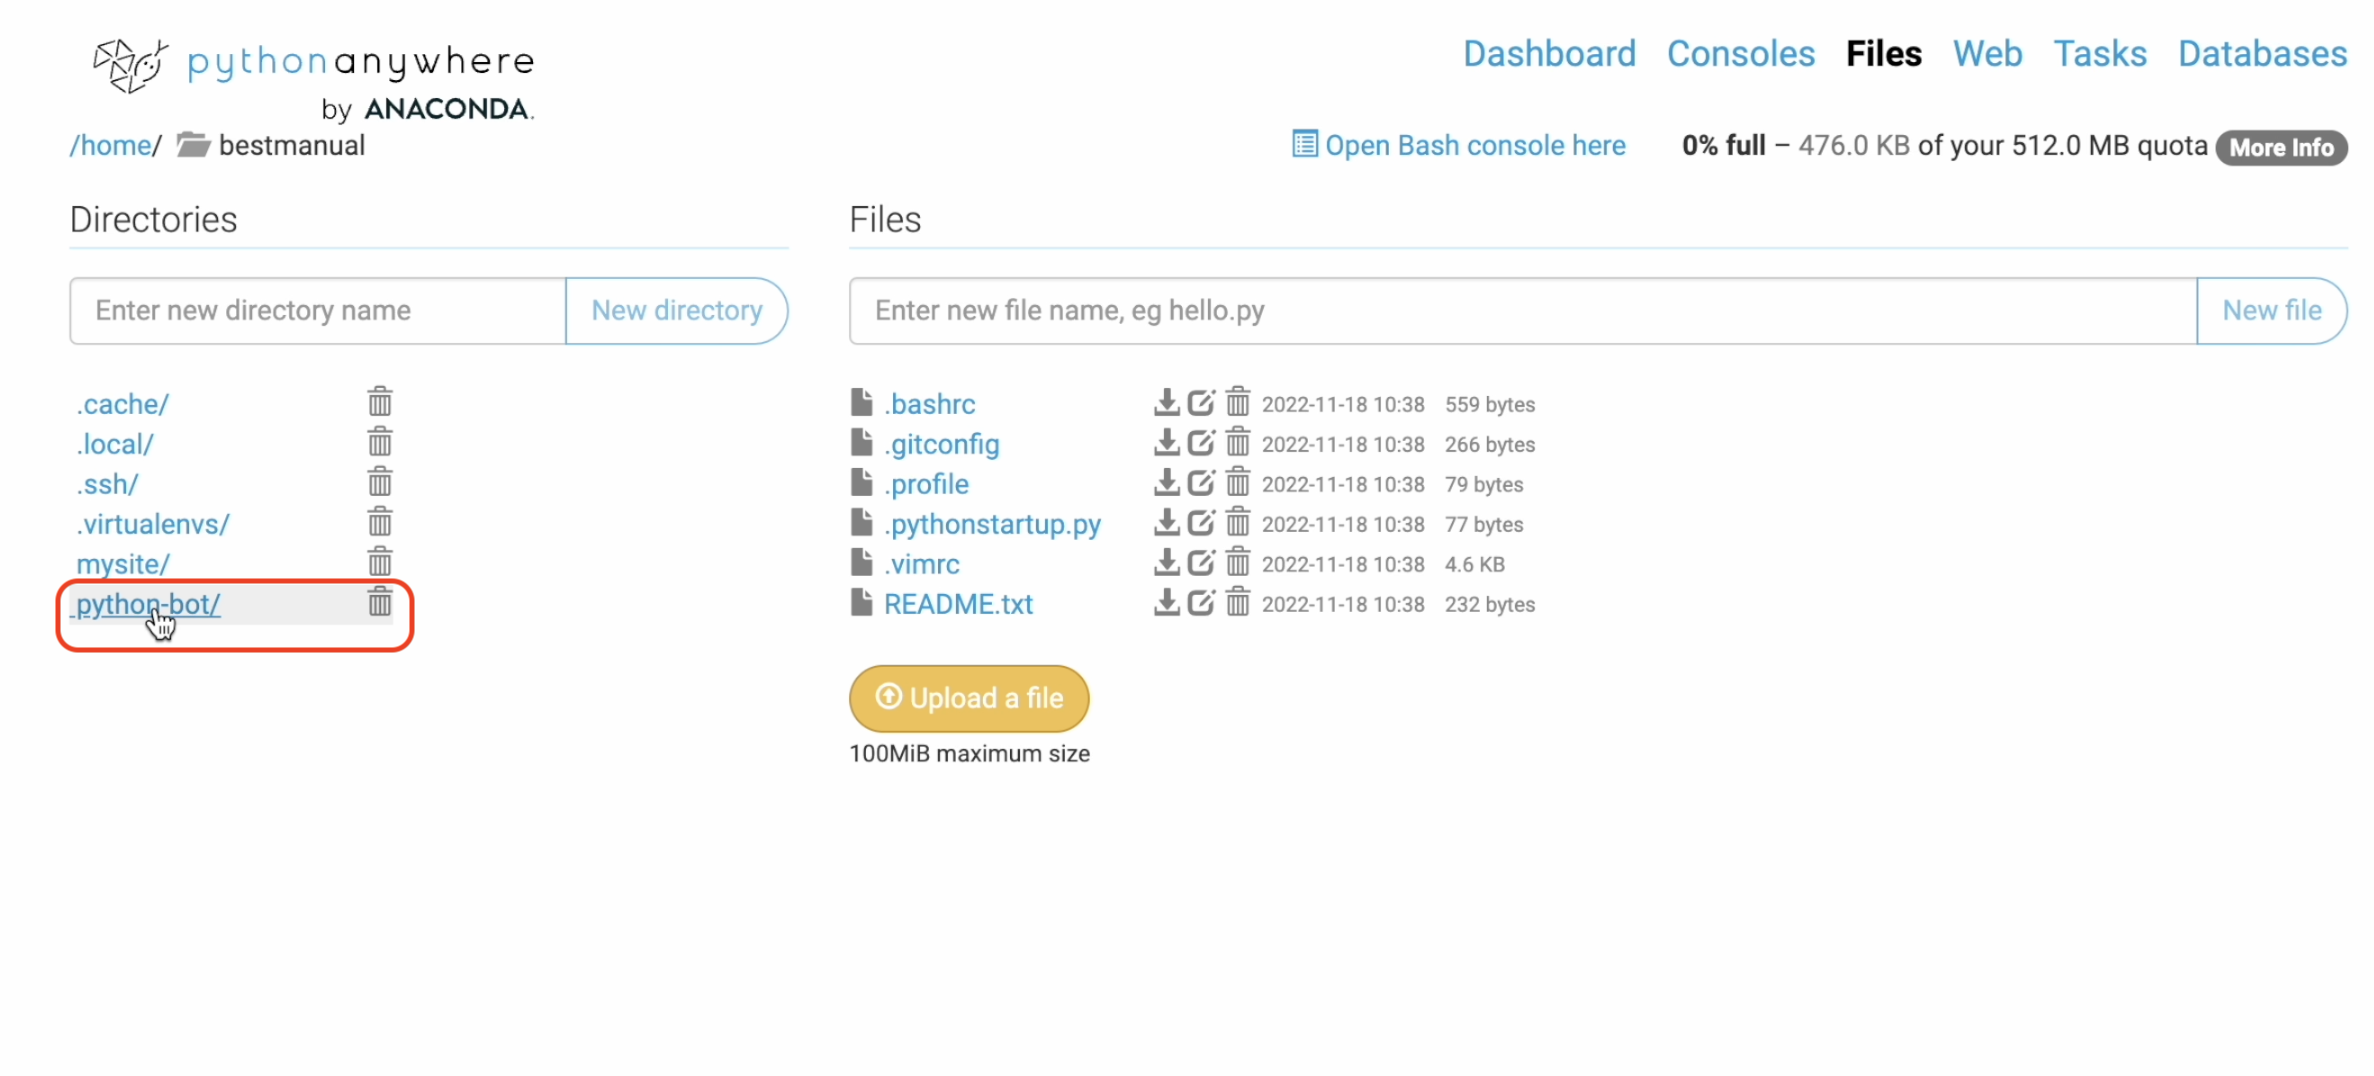 pythonanywhere
by ANACONDA.
Dashboard Consoles Files Web Tasks Databases
/home/ bestmanual
Open Bash console here 0% full – 476.0 KB of your 512.0 MB quota More Info
Directories
Enter new directory name New directory
.cache/
.local/
.ssh/
.virtualenvs/
mysite/
python-bot/
Files
Enter new file name, eg hello.py New file
.bashrc 2022-11-18 10:38 559 bytes
.gitconfig 2022-11-18 10:38 266 bytes
.profile 2022-11-18 10:38 79 bytes
.pythonstartup.py 2022-11-18 10:38 77 bytes
.vimrc 2022-11-18 10:38 4.6 KB
README.txt 2022-11-18 10:38 232 bytes
Upload a file
100MiB maximum size